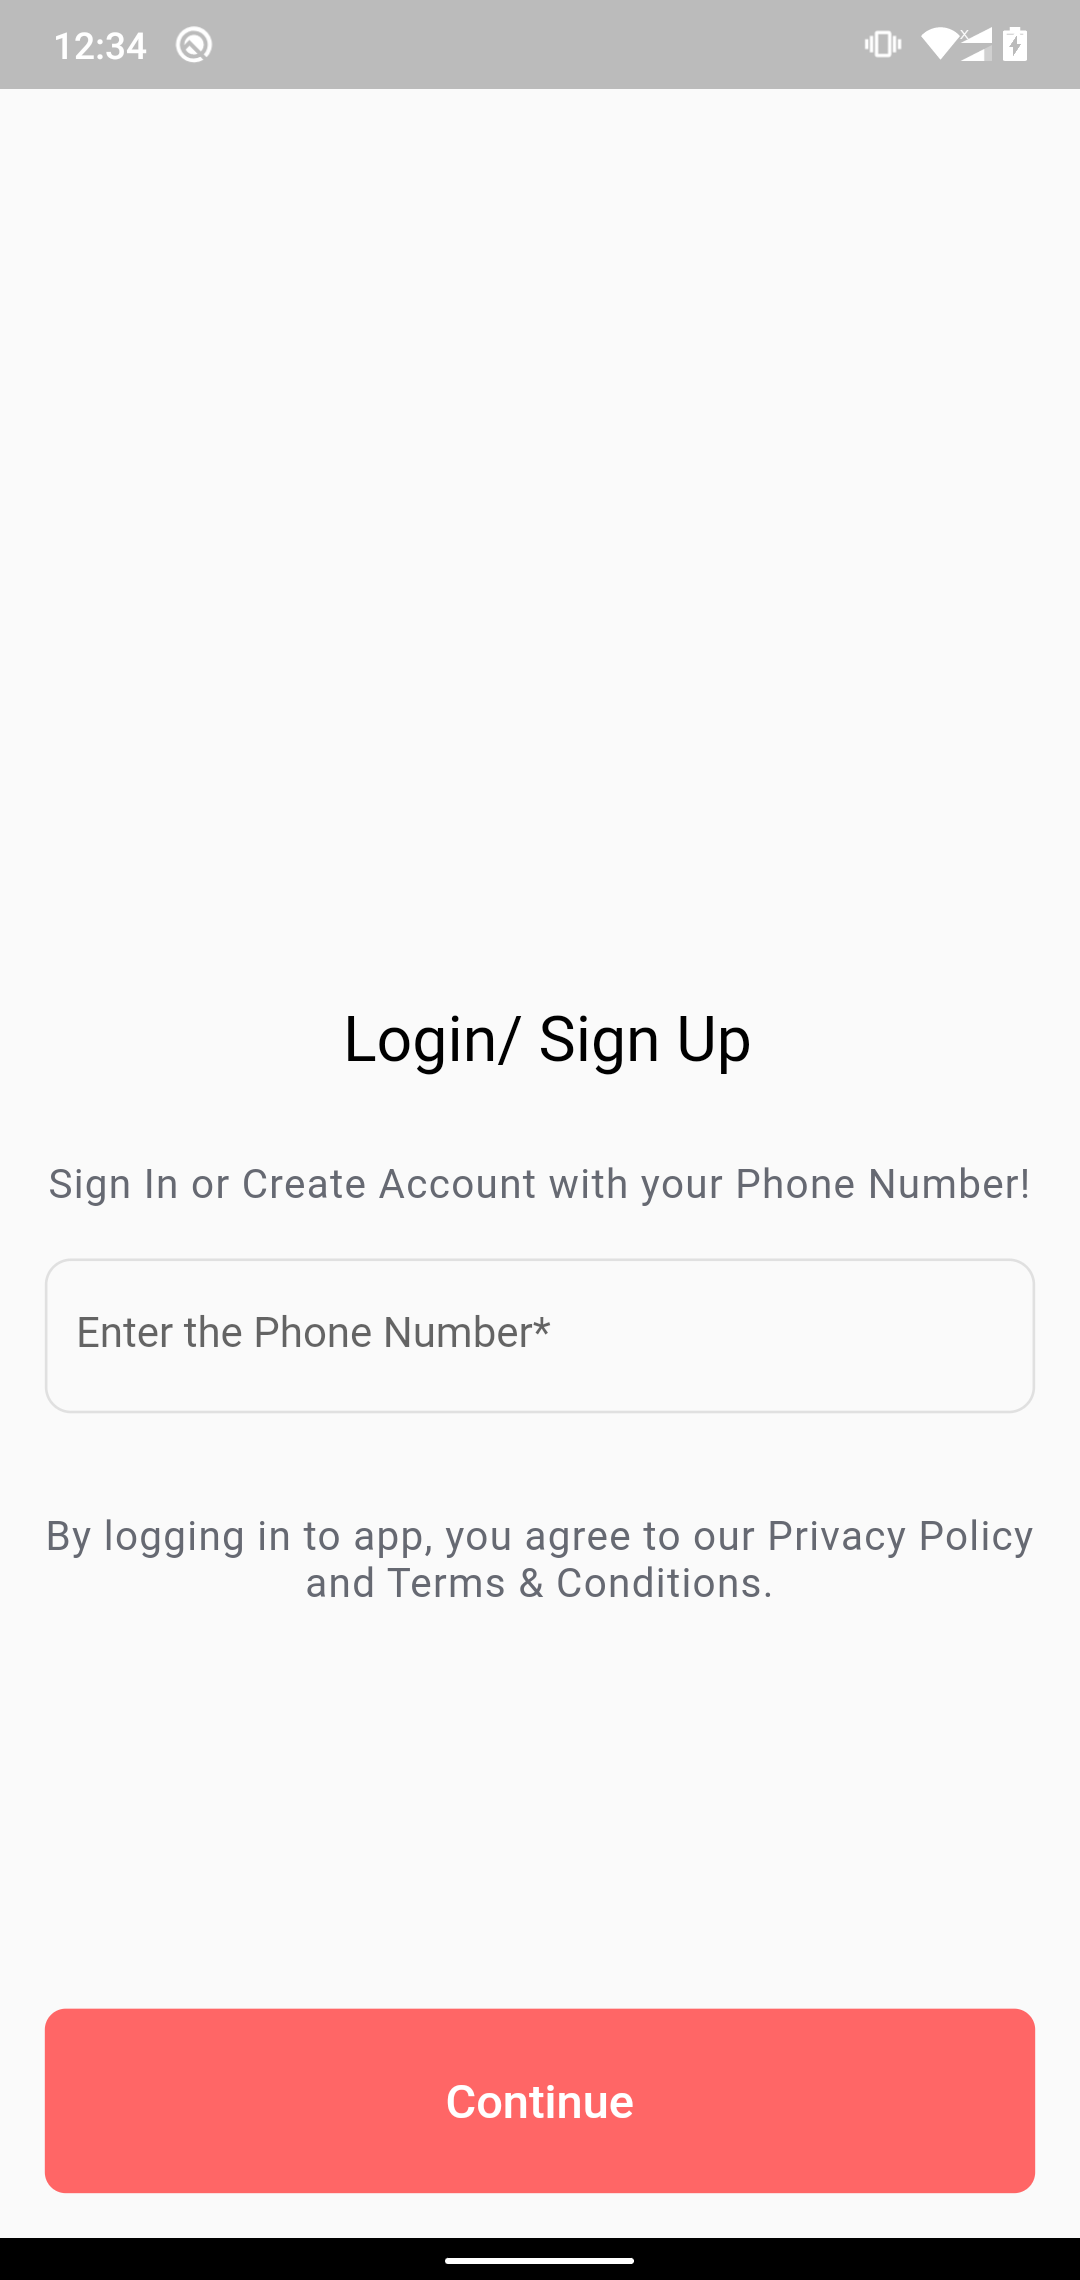 12:34
Login/ Sign Up
Sign In or Create Account with your Phone Number!
Enter the Phone Number*
By logging in to app, you agree to our Privacy Policy
and Terms & Conditions.
Continue